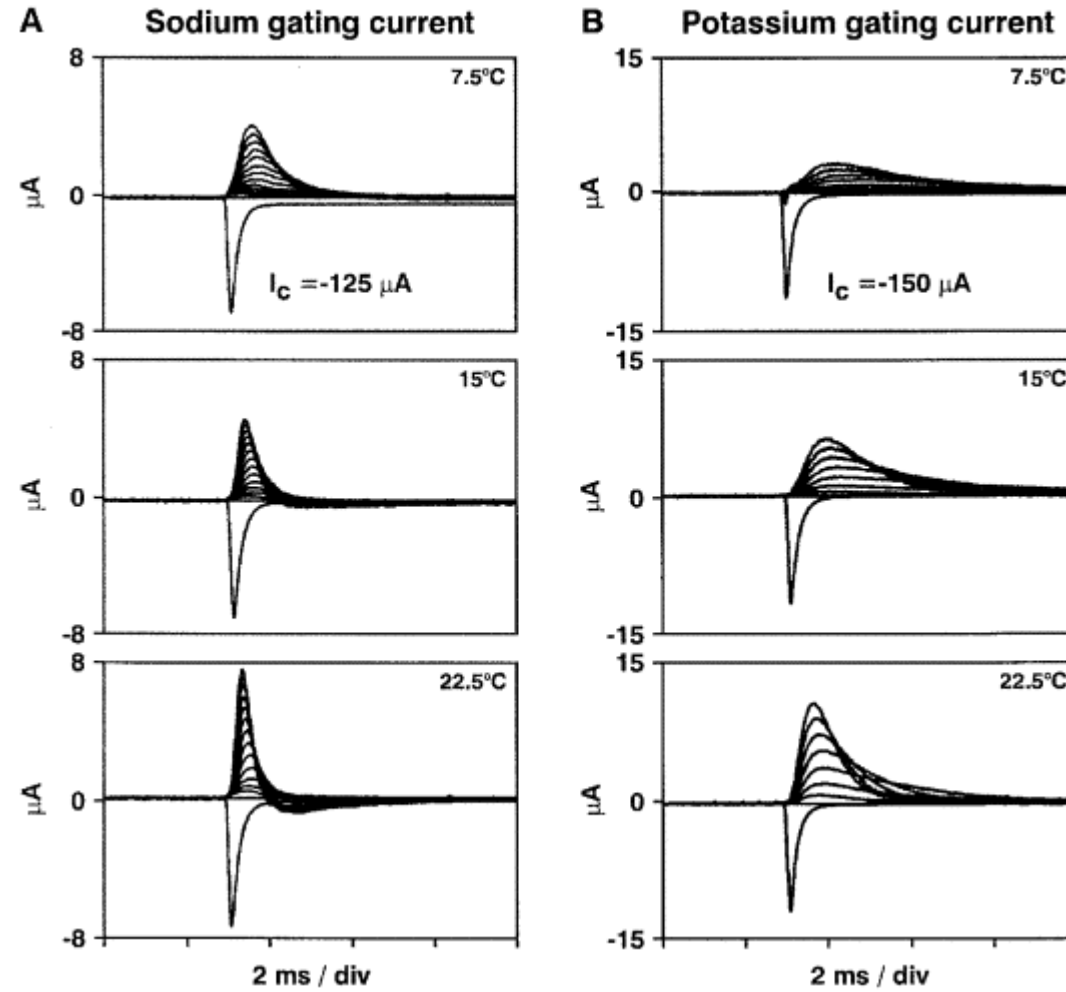 A Sodium gating current
8
7.5°C
µA
0
I_C =-125 µA
-8
8
15°C
µA
0
-8
8
22.5°C
µA
0
-8
2 ms / div
B Potassium gating current
15
7.5°C
µA
0
I_C =-150 µA
-15
15
15°C
µA
0
-15
15
22.5°C
µA
0
-15
2 ms / div